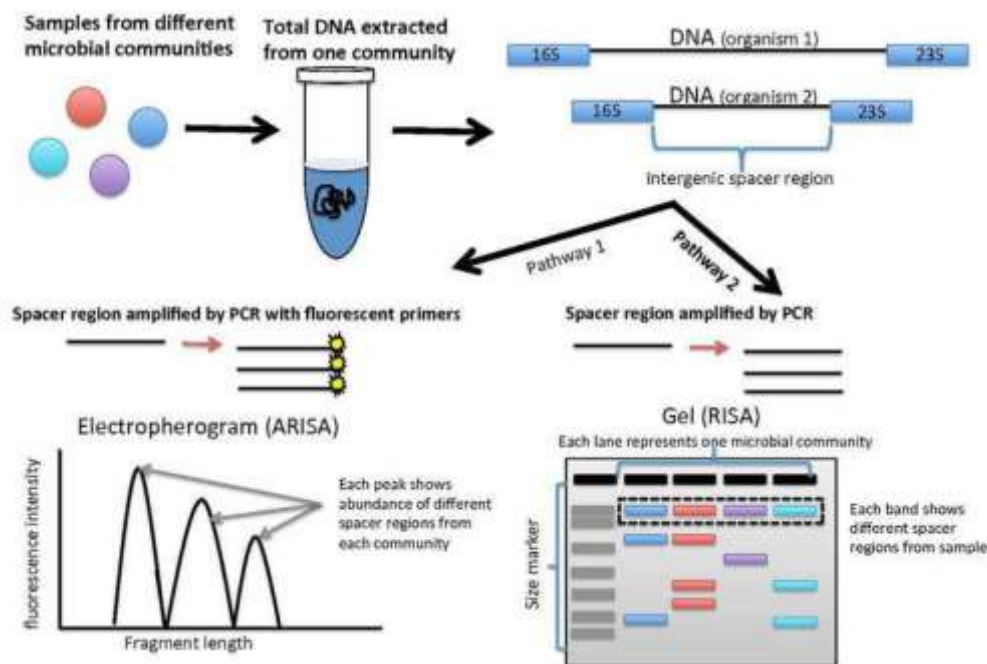 Samples from different
microbial communities
Total DNA extracted
from one community
DNA (organism 1)
16S
23S
DNA (organism 2)
16S
23S
Intergenic spacer region
Pathway 1
Pathway 2
Spacer region amplified by PCR with fluorescent primers
Spacer region amplified by PCR
Electropherogram (ARISA)
fluorescence intensity
Each peak shows
abundance of different
spacer regions from
each community
Fragment length
Gel (RISA)
Each lane represents one microbial community
Size marker
Each band shows
different spacer
regions from sample